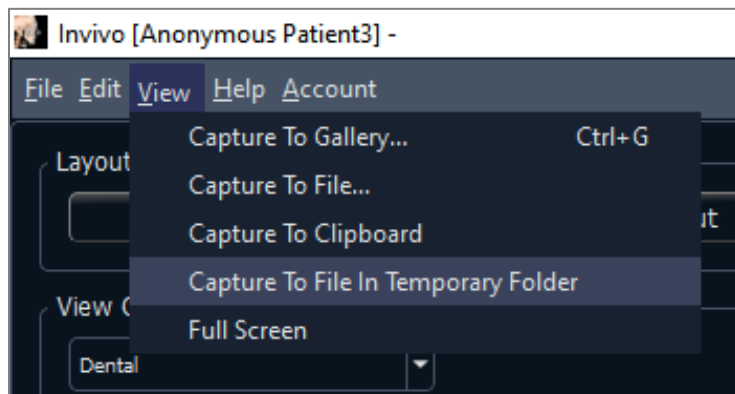 Invivo [Anonymous Patient3] -
File Edit View Help Account
Capture To Gallery... Ctrl+G
Layout
Capture To File...
Capture To Clipboard
Capture To File In Temporary Folder
View
Full Screen
Dental